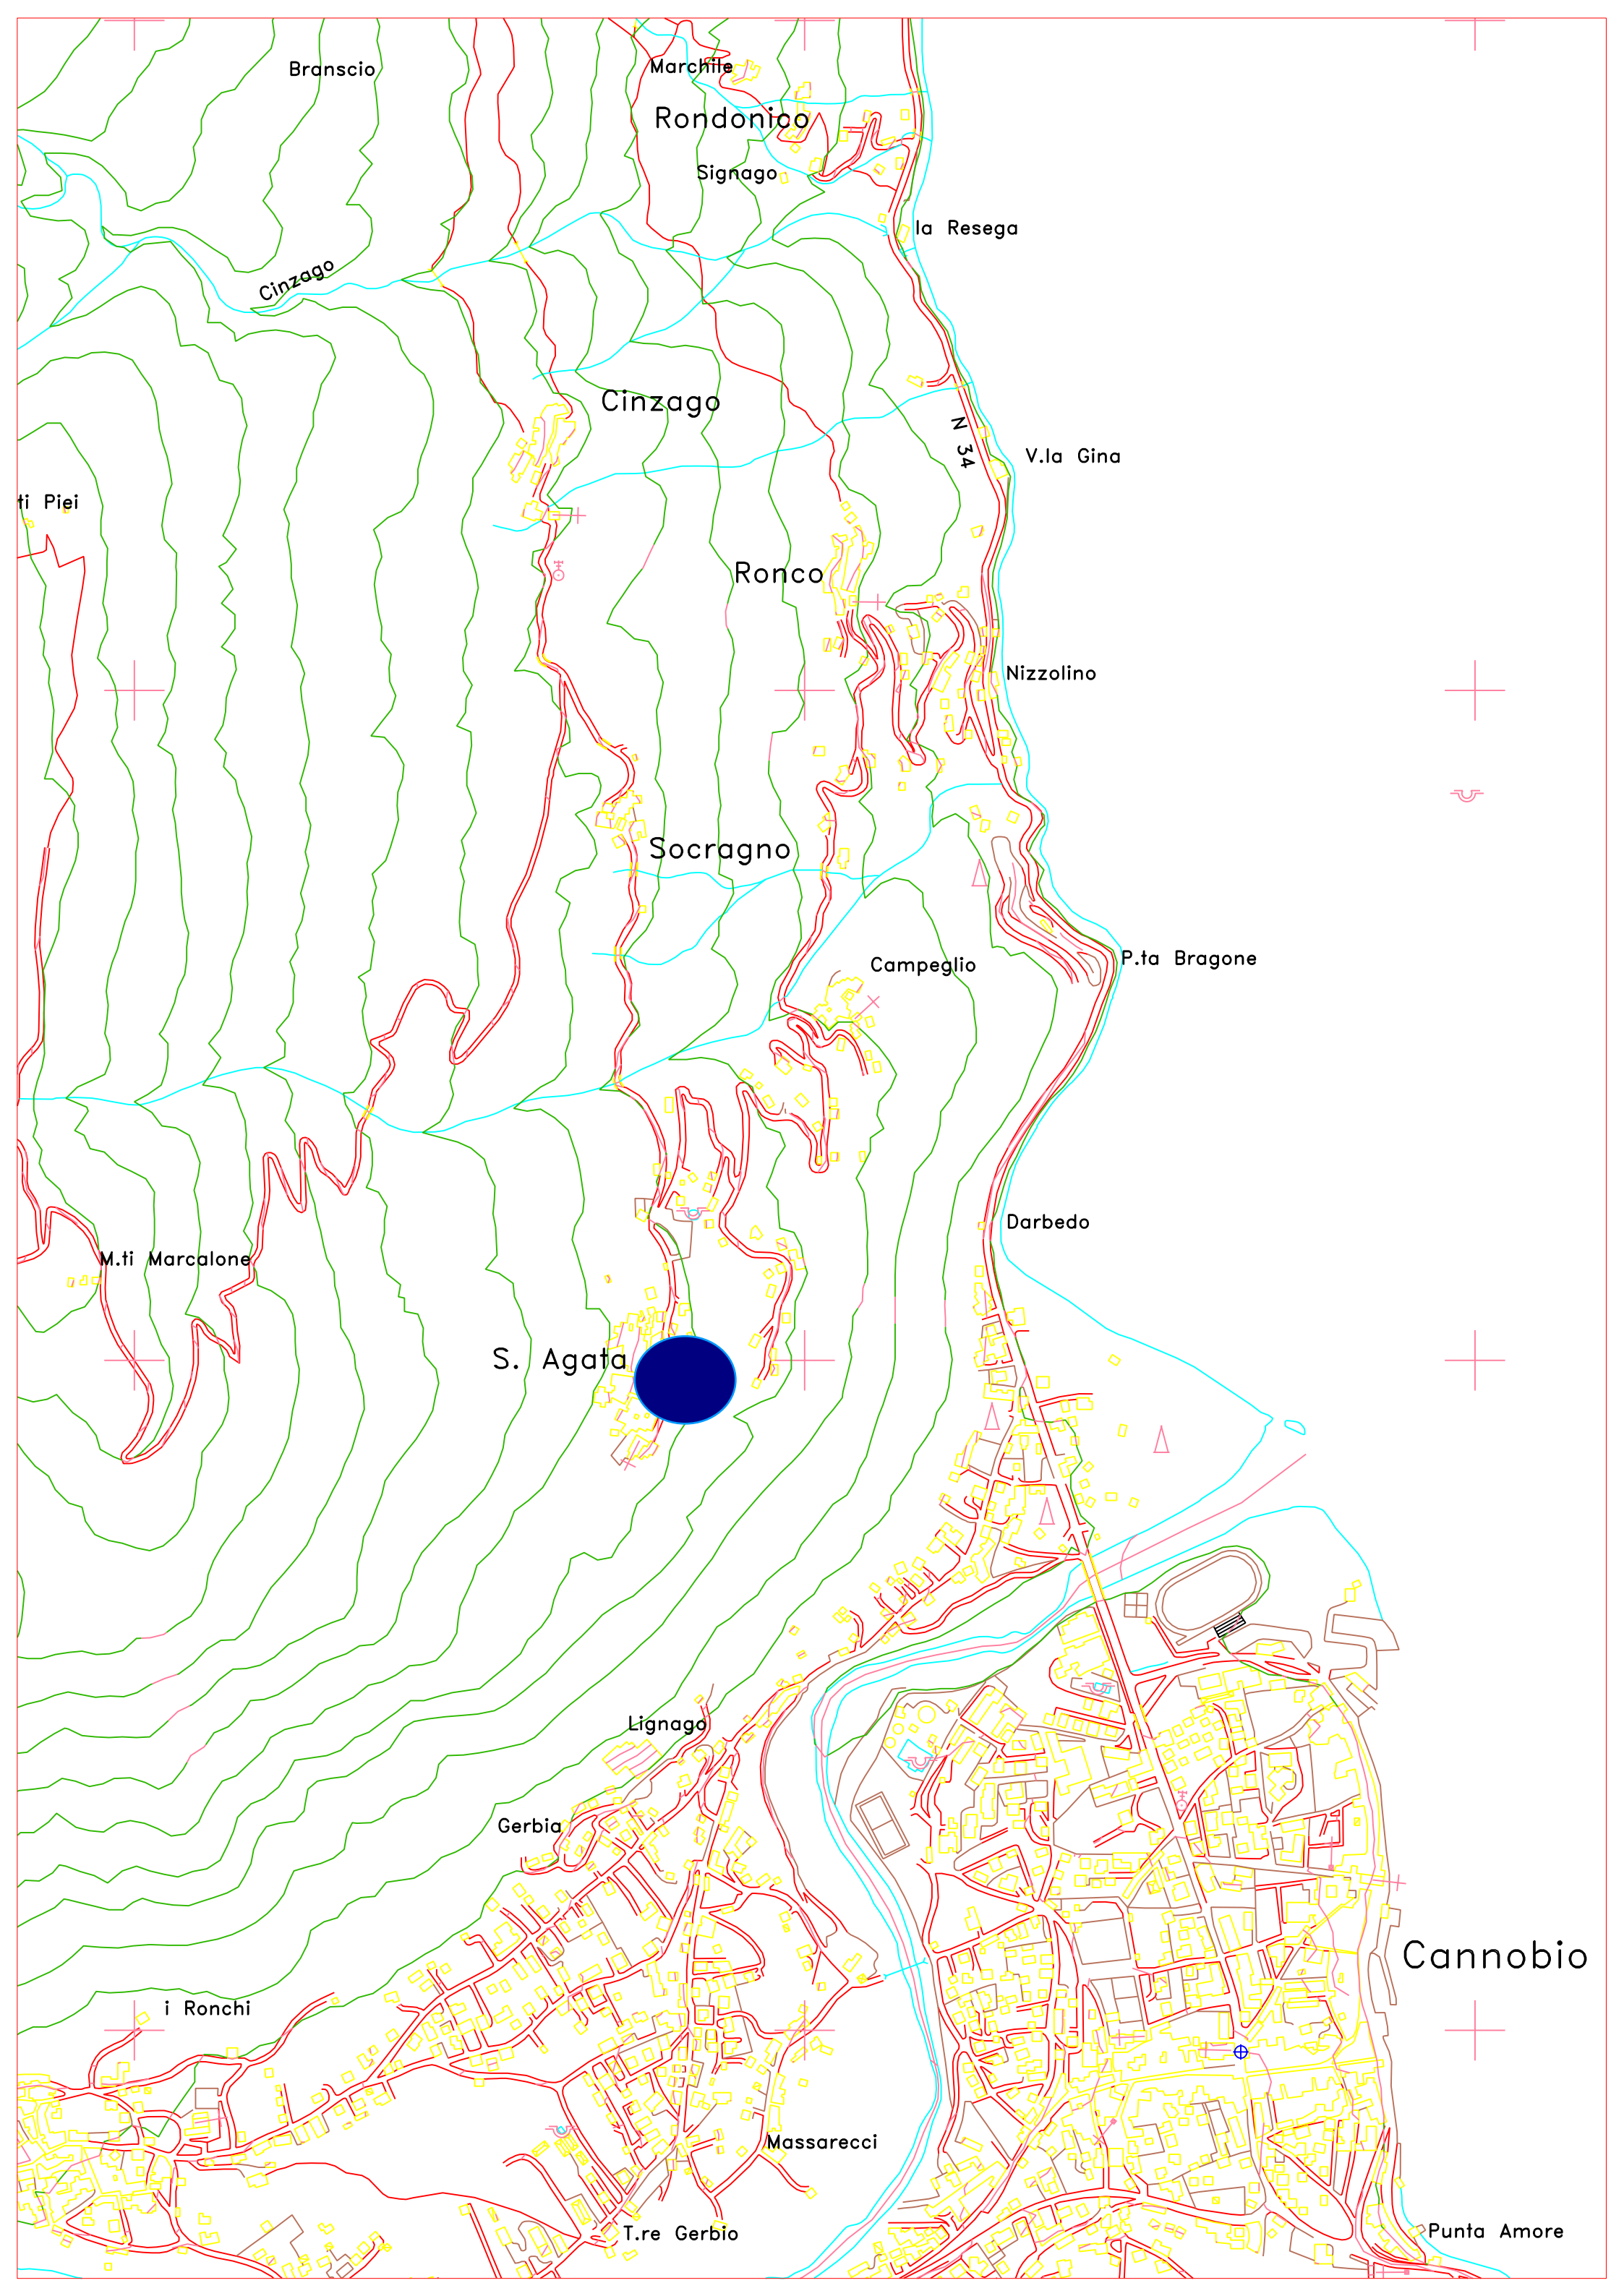 Branscio
Marchile
Rondonico
Signago
la Resega
Cinzago
Cinzago
N 34
V.la Gina
ti Piei
Ronco
Nizzolino
Socragno
Campeglio
P.ta Bragone
Darbedo
M.ti Marcalone
S. Agata
Lignago
Gerbia
Cannobio
i Ronchi
Massarecci
T.re Gerbio
Punta Amore